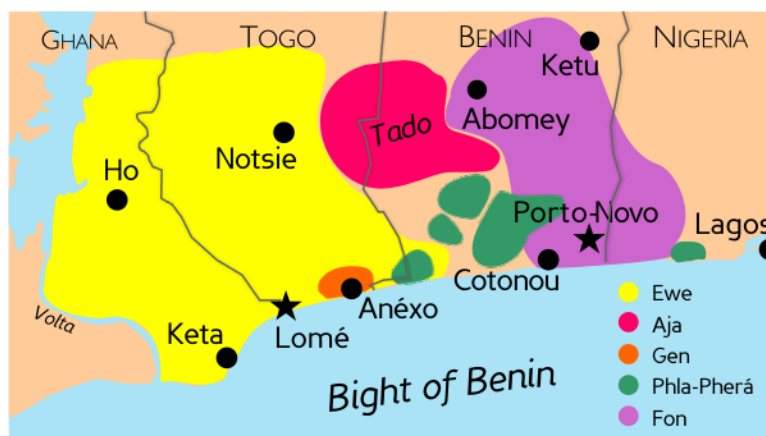 GHANA
TOGO
BENIN
NIGERIA
Ketu
Abomey
Tado
Notsie
Ho
Porto-Novo
Lagos
Cotonou
Anéxo
Volta
Lomé
Keta
Bight of Benin
Ewe
Aja
Gen
Phla-Pherá
Fon